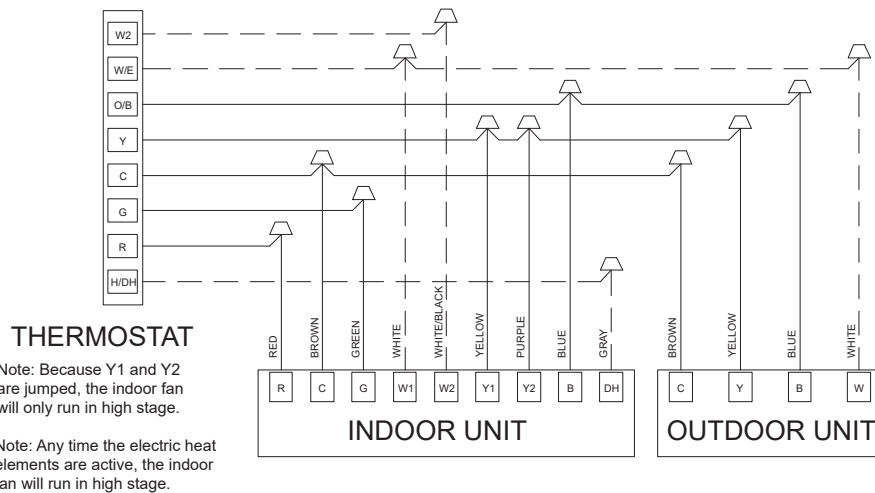 W2
W/E
O/B
Y
C
G
R
H/DH
THERMOSTAT
Note: Because Y1 and Y2
are jumped, the indoor fan
will only run in high stage.
Note: Any time the electric heat
elements are active, the indoor
fan will run in high stage.
RED
BROWN
GREEN
WHITE
WHITE/BLACK
YELLOW
PURPLE
BLUE
GRAY
R C G W1 W2 Y1 Y2 B DH
INDOOR UNIT
BROWN
YELLOW
BLUE
WHITE
C Y B W
OUTDOOR UNIT